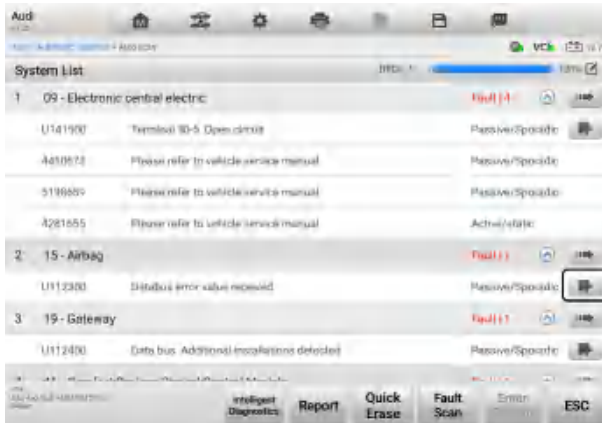 Audi
VCI
System List
1 09 - Electronic central electric Fault | 4
U141500 Terminal 30-5 Open circuit Passive/Sporadic
Please refer to vehicle service manual Passive/Sporadic
Please refer to vehicle service manual Passive/Sporadic
4281655 Please refer to vehicle service manual Active/static
2 15 - Airbag Fault | 1
U112300 Databus error value received Passive/Sporadic
3 19 - Gateway Fault | 1
U112400 Data bus Additional installations detected Passive/Sporadic
Intelligent Diagnostics
Report
Quick Erase
Fault Scan
ESC